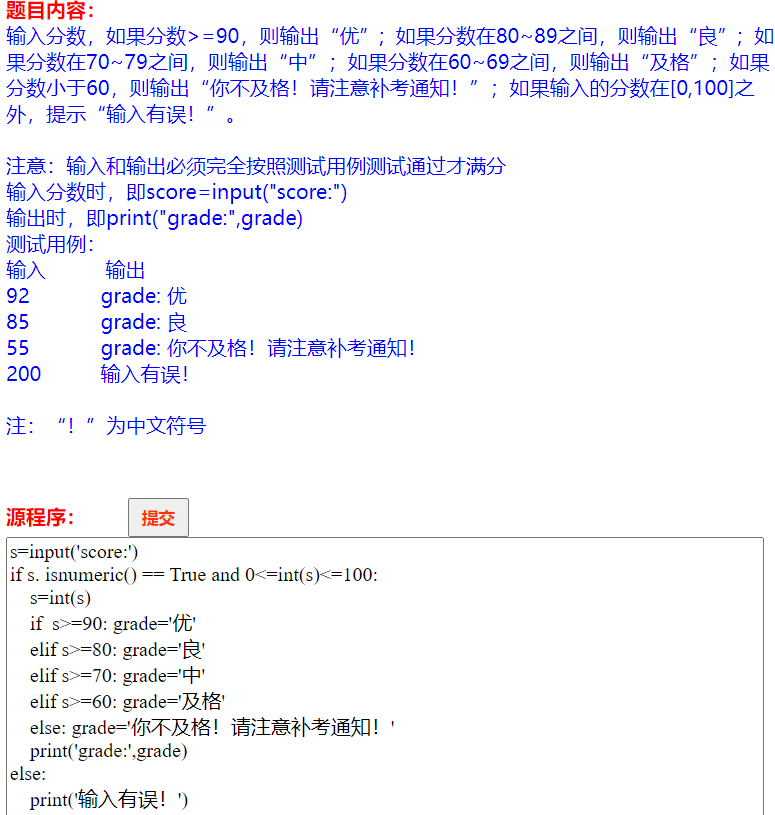 题目内容：
输入分数，如果分数>=90，则输出“优”；如果分数在80~89之间，则输出“良”；如
果分数在70~79之间，则输出“中”；如果分数在60~69之间，则输出“及格”；如果
分数小于60，则输出“你不及格！请注意补考通知！”；如果输入的分数在[0,100]之
外，提示“输入有误！”。
注意：输入和输出必须完全按照测试用例测试通过才满分
输入分数时，即score=input("score:")
输出时，即print("grade:",grade)
测试用例：
输入 输出
92 grade: 优
85 grade: 良
55 grade: 你不及格！请注意补考通知！
200 输入有误！
注：“！”为中文符号
源程序： 提交
s=input('score:')
if s. isnumeric() == True and 0<=int(s)<=100:
    s=int(s)
    if  s>=90: grade='优'
    elif s>=80: grade='良'
    elif s>=70: grade='中'
    elif s>=60: grade='及格'
    else: grade='你不及格！请注意补考通知！'
    print('grade:',grade)
else:
    print('输入有误！')